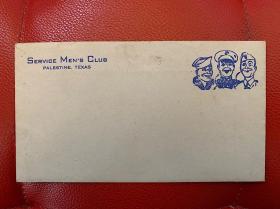 Service Men's Club
Palestine, Texas